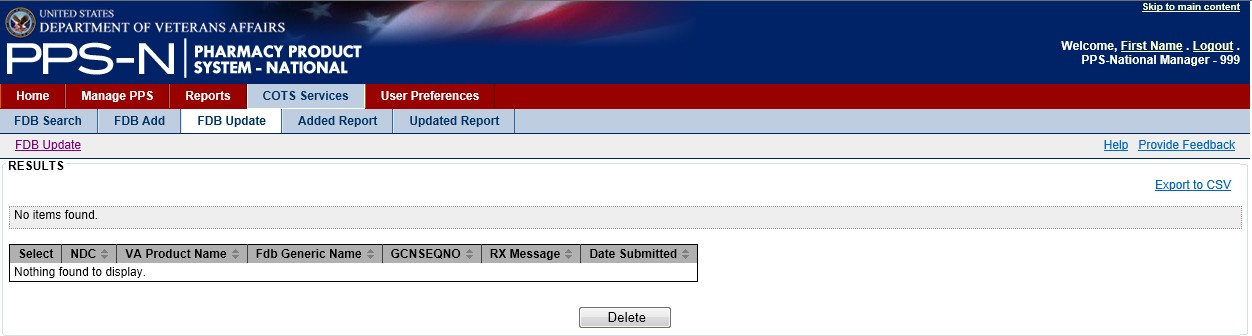 Skip to main content
UNITED STATES
DEPARTMENT OF VETERANS AFFAIRS
PPS-N PHARMACY PRODUCT
SYSTEM - NATIONAL
Welcome, First Name . Logout .
PPS-National Manager - 999
Home Manage PPS Reports COTS Services User Preferences
FDB Search FDB Add FDB Update Added Report Updated Report
FDB Update Help Provide Feedback
RESULTS
Export to CSV
No items found.
Select NDC VA Product Name Fdb Generic Name GCNSEQNO RX Message Date Submitted
Nothing found to display.
Delete